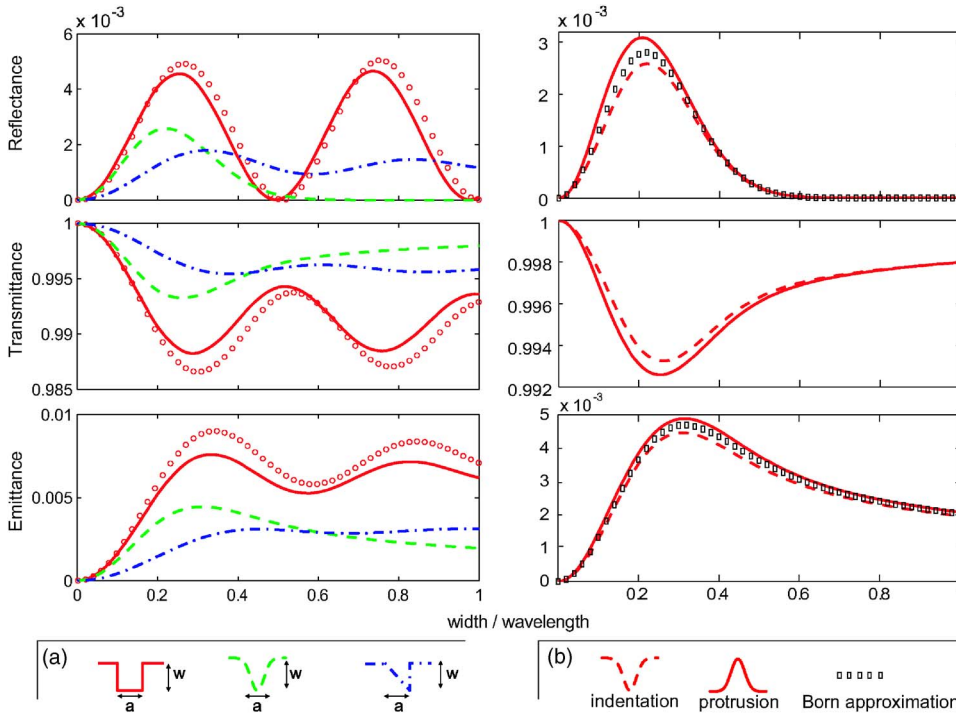 x 10⁻³
6
4
2
0
Reflectance
1
0.995
0.99
0.985
Transmittance
0.01
0.005
0
Emittance
0 0.2 0.4 0.6 0.8 1
x 10⁻³
3
2
1
0
1
0.998
0.996
0.994
0.992
x 10⁻³
5
4
3
2
1
0
0.2 0.4 0.6 0.8
width / wavelength
(a)
w
a
w
a
w
a
(b)
indentation
protrusion
Born approximation